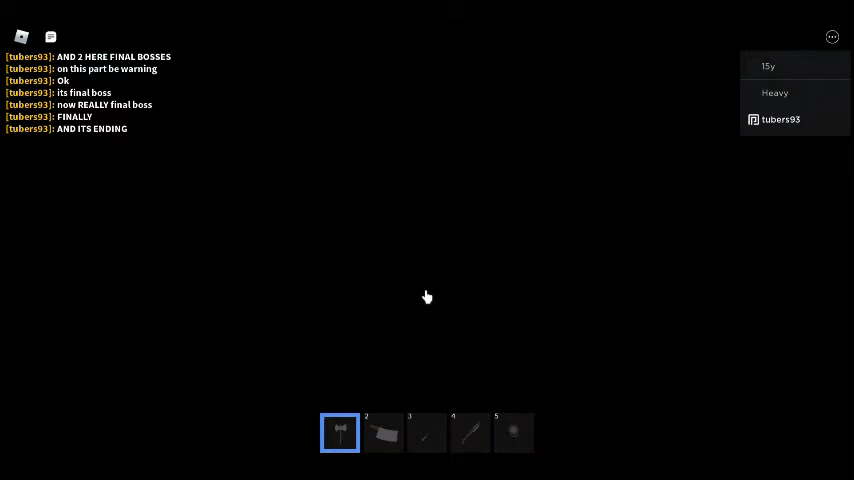 [tubers93]: AND 2 HERE FINAL BOSSES
[tubers93]: on this part be warning
[tubers93]: Ok
[tubers93]: its final boss
[tubers93]: now REALLY final boss
[tubers93]: FINALLY
[tubers93]: AND ITS ENDING
15y
Heavy
tubers93
2
3
4
5